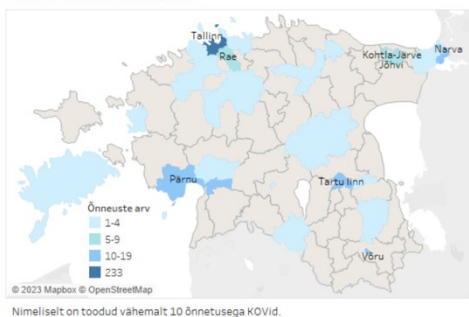 Tallinn
Rae
Kohtla-Järve
Jõhvi
Narva
Pärnu
Tartu linn
Võru
Õnneuste arv
1-4
5-9
10-19
233
© 2023 Mapbox © OpenStreetMap
Nimeliselt on toodud vähemalt 10 õnnetusega KOVid.